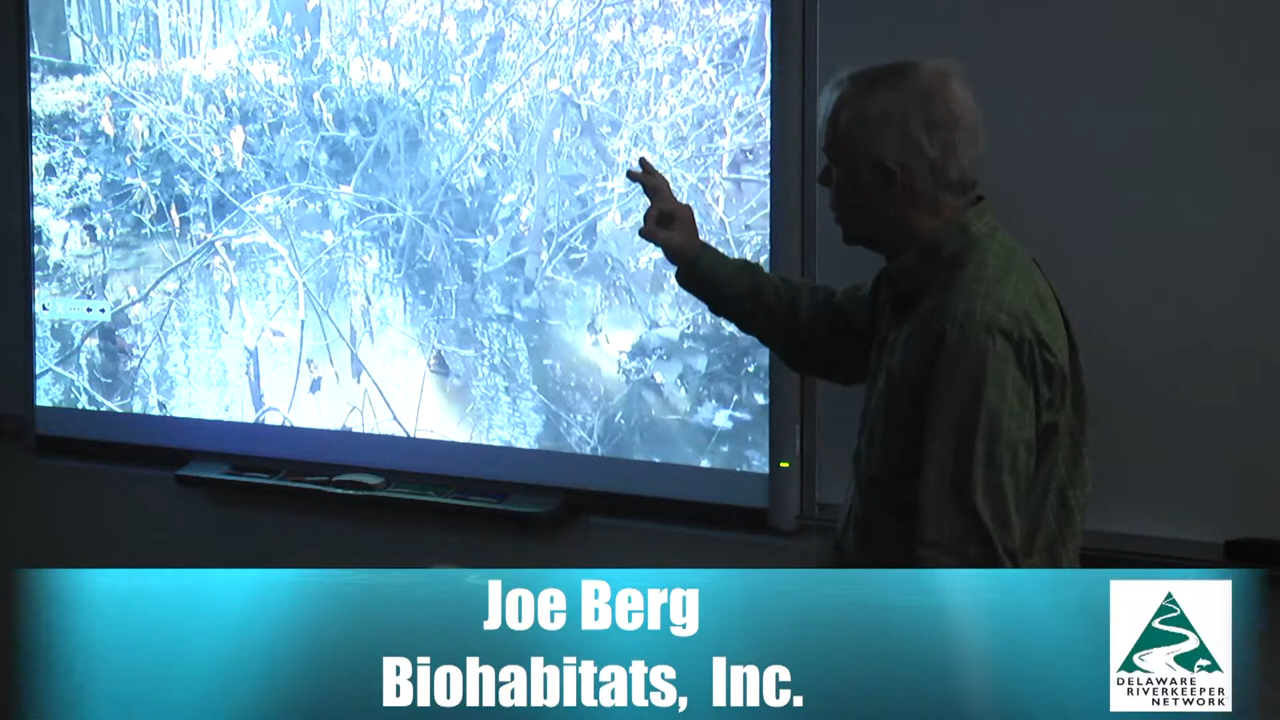 Joe Berg
Biohabitats, Inc.
DELAWARE
RIVERKEEPER
NETWORK